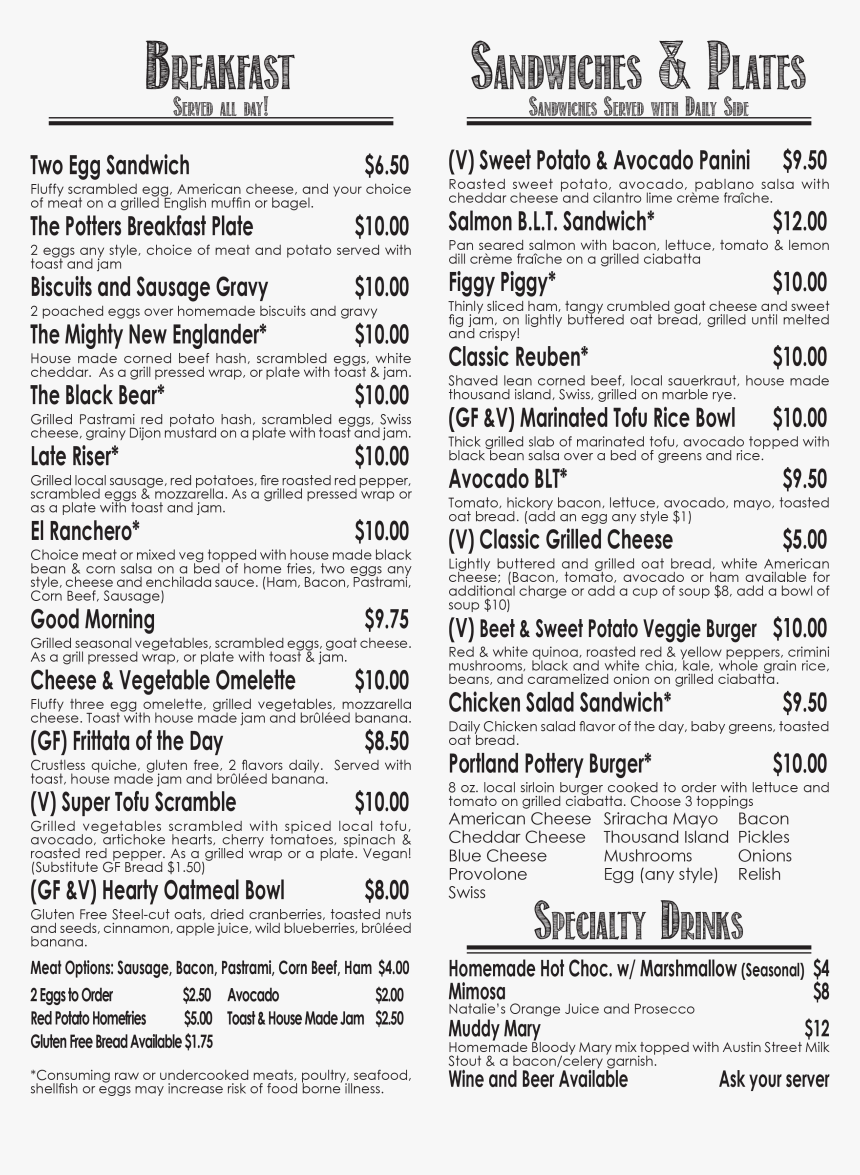 BREAKFAST
SERVED ALL DAY!
Two Egg Sandwich $6.50
Fluffy scrambled egg, American cheese, and your choice
of meat on a grilled English muffin or bagel.
The Potters Breakfast Plate $10.00
2 eggs any style, choice of meat and potato served with
toast and jam
Biscuits and Sausage Gravy $10.00
2 poached eggs over homemade biscuits and gravy
The Mighty New Englander* $10.00
House made corned beef hash, scrambled eggs, white
cheddar. As a grill pressed wrap, or plate with toast & jam.
The Black Bear* $10.00
Grilled Pastrami red potato hash, scrambled eggs, Swiss
cheese, grainy Dijon mustard on a plate with toast and jam.
Late Riser* $10.00
Grilled local sausage, red potatoes, fire roasted red pepper,
scrambled eggs & mozzarella. As a grilled pressed wrap or
as a plate with toast and jam.
El Ranchero* $10.00
Choice meat or mixed veg topped with house made black
bean & corn salsa on a bed of home fries, two eggs any
style, cheese and enchilada sauce. (Ham, Bacon, Pastrami,
Corn Beef, Sausage)
Good Morning $9.75
Grilled seasonal vegetables, scrambled eggs, goat cheese.
As a grill pressed wrap, or plate with toast & jam.
Cheese & Vegetable Omelette $10.00
Fluffy three egg omelette, grilled vegetables, mozzarella
cheese. Toast with house made jam and brûléed banana.
(GF) Frittata of the Day $8.50
Crustless quiche, gluten free, 2 flavors daily. Served with
toast, house made jam and brûléed banana.
(V) Super Tofu Scramble $10.00
Grilled vegetables scrambled with spiced local tofu,
avocado, artichoke hearts, cherry tomatoes, spinach &
roasted red pepper. As a grilled wrap or a plate. Vegan!
(Substitute GF Bread $1.50)
(GF &V) Hearty Oatmeal Bowl $8.00
Gluten Free Steel-cut oats, dried cranberries, toasted nuts
and seeds, cinnamon, apple juice, wild blueberries, brûléed
banana.
Meat Options: Sausage, Bacon, Pastrami, Corn Beef, Ham $4.00
2 Eggs to Order $2.50 Avocado $2.00
Red Potato Homefries $5.00 Toast & House Made Jam $2.50
Gluten Free Bread Available $1.75
*Consuming raw or undercooked meats, poultry, seafood,
shellfish or eggs may increase risk of food borne illness.
SANDWICHES & PLATES
SANDWICHES SERVED WITH DAILY SIDE
(V) Sweet Potato & Avocado Panini $9.50
Roasted sweet potato, avocado, pablano salsa with
cheddar cheese and cilantro lime crème fraîche.
Salmon B.L.T. Sandwich* $12.00
Pan seared salmon with bacon, lettuce, tomato & lemon
dill crème fraîche on a grilled ciabatta
Figgy Piggy* $10.00
Thinly sliced ham, tangy crumbled goat cheese and sweet
fig jam, on lightly buttered oat bread, grilled until melted
and crispy!
Classic Reuben* $10.00
Shaved lean corned beef, local sauerkraut, house made
thousand island, Swiss, grilled on marble rye.
(GF &V) Marinated Tofu Rice Bowl $10.00
Thick grilled slab of marinated tofu, avocado topped with
black bean salsa over a bed of greens and rice.
Avocado BLT* $9.50
Tomato, hickory bacon, lettuce, avocado, mayo, toasted
oat bread. (add an egg any style $1)
(V) Classic Grilled Cheese $5.00
Lightly buttered and grilled oat bread, white American
cheese; (Bacon, tomato, avocado or ham available for
additional charge or add a cup of soup $8, add a bowl of
soup $10)
(V) Beet & Sweet Potato Veggie Burger $10.00
Red & white quinoa, roasted red & yellow peppers, crimini
mushrooms, black and white chia, kale, whole grain rice,
beans, and caramelized onion on grilled ciabatta.
Chicken Salad Sandwich* $9.50
Daily Chicken salad flavor of the day, baby greens, toasted
oat bread.
Portland Pottery Burger* $10.00
8 oz. local sirloin burger cooked to order with lettuce and
tomato on grilled ciabatta. Choose 3 toppings
American Cheese Sriracha Mayo Bacon
Cheddar Cheese Thousand Island Pickles
Blue Cheese Mushrooms Onions
Provolone Egg (any style) Relish
Swiss
SPECIALTY DRINKS
Homemade Hot Choc. w/ Marshmallow (Seasonal) $4
Mimosa $8
Natalie's Orange Juice and Prosecco
Muddy Mary $12
Homemade Bloody Mary mix topped with Austin Street Milk
Stout & a bacon/celery garnish.
Wine and Beer Available Ask your server